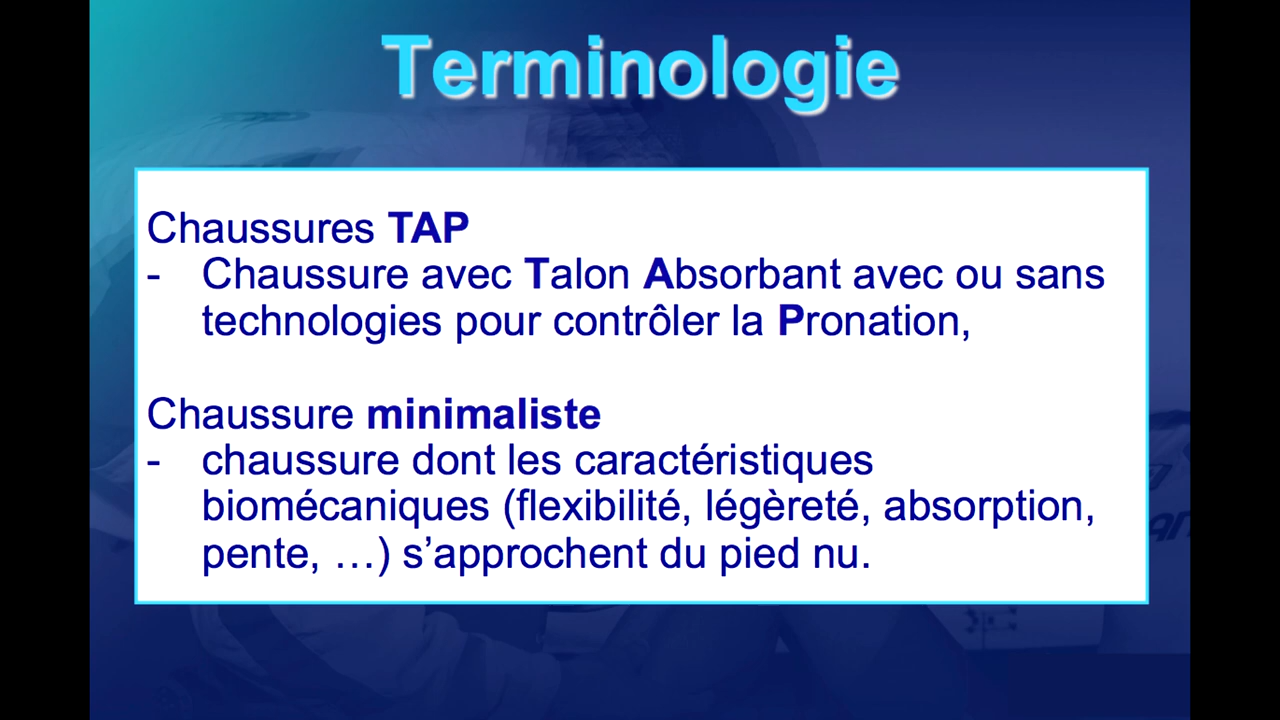 Terminologie
Chaussures TAP
- Chaussure avec Talon Absorbant avec ou sans
technologies pour contrôler la Pronation,
Chaussure minimaliste
- chaussure dont les caractéristiques
biomécaniques (flexibilité, légèreté, absorption,
pente, …) s’approchent du pied nu.